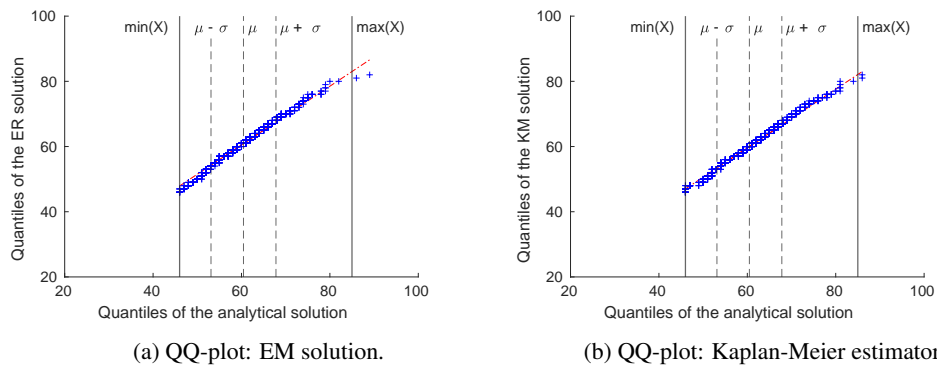 min(X) μ - σ μ μ + σ max(X)
100
80
60
40
20
Quantiles of the ER solution
20 40 60 80 100
Quantiles of the analytical solution
(a) QQ-plot: EM solution.
min(X) μ - σ μ μ + σ max(X)
100
80
60
40
20
Quantiles of the KM solution
20 40 60 80 100
Quantiles of the analytical solution
(b) QQ-plot: Kaplan-Meier estimator